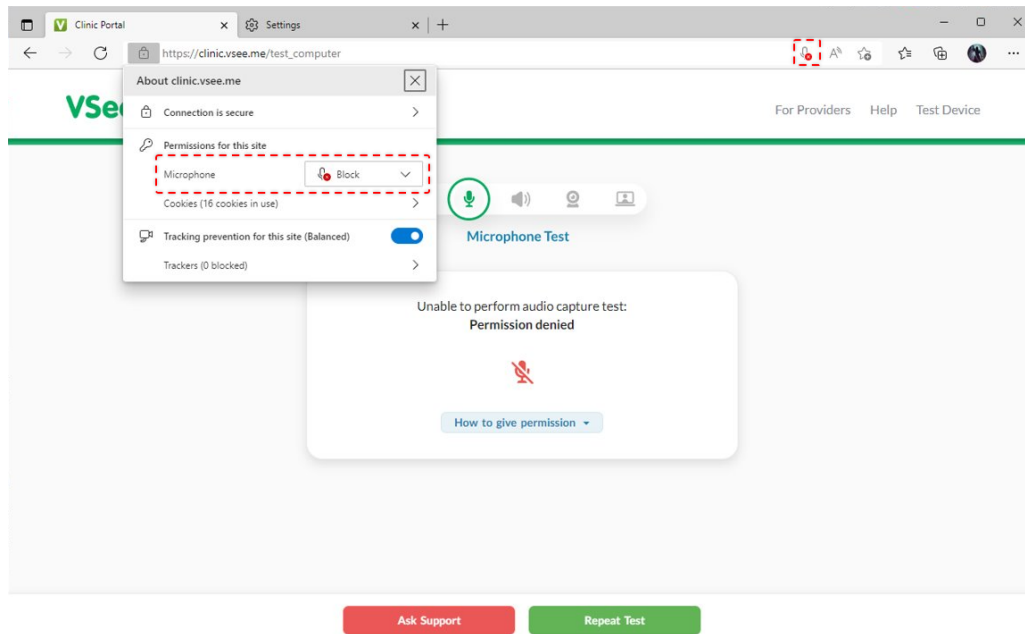 Clinic Portal
Settings
https://clinic.vsee.me/test_computer
About clinic.vsee.me
VSee
For Providers Help Test Device
Connection is secure
Permissions for this site
Microphone Block
Cookies (16 cookies in use)
Tracking prevention for this site (Balanced)
Trackers (0 blocked)
Microphone Test
Unable to perform audio capture test:
Permission denied
How to give permission
Ask Support Repeat Test